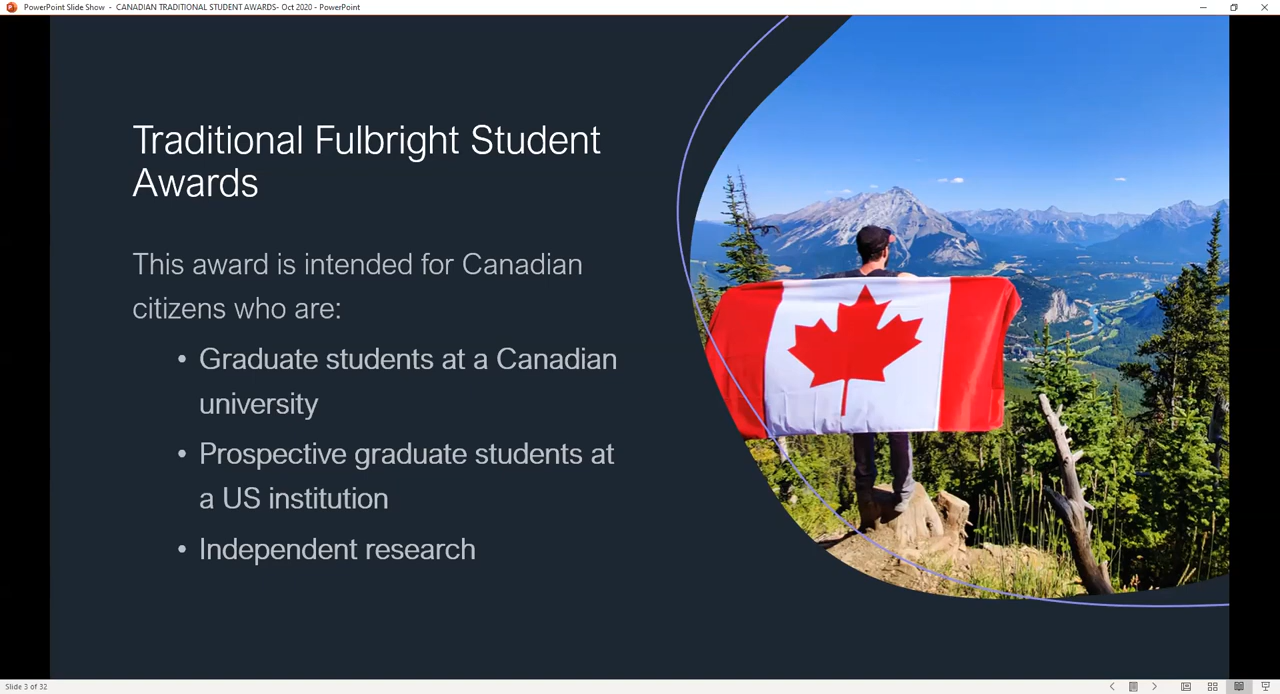 PowerPoint Slide Show - CANADIAN TRADITIONAL STUDENT AWARDS- Oct 2020 - PowerPoint
Traditional Fulbright Student
Awards
This award is intended for Canadian
citizens who are:
• Graduate students at a Canadian
university
• Prospective graduate students at
a US institution
• Independent research
Slide 3 of 32